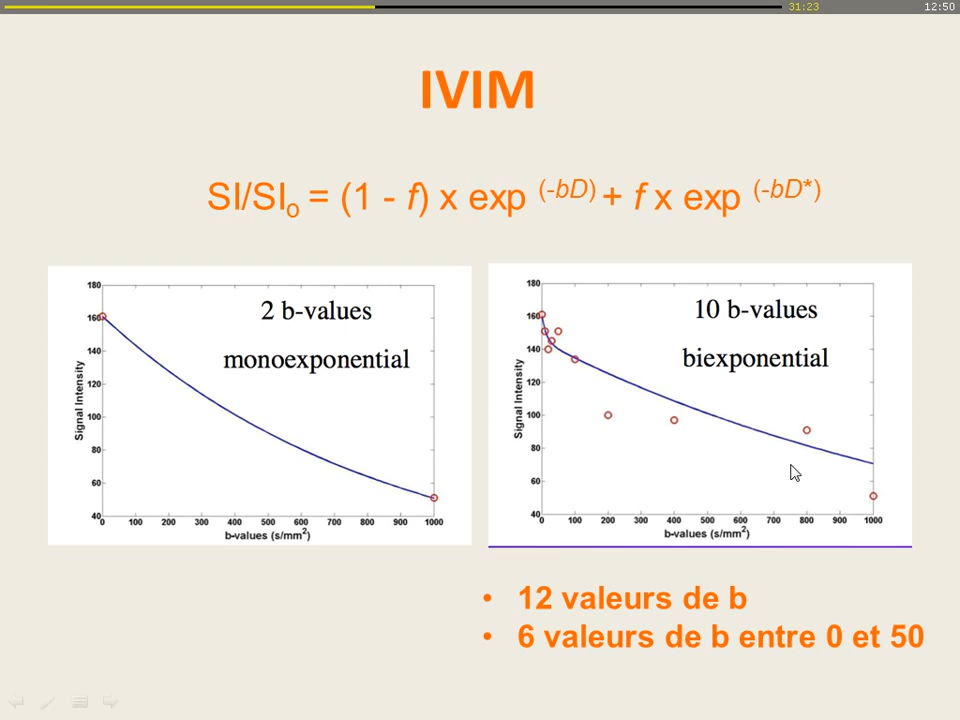 31:23 12:50
IVIM
SI/SIo = (1 - f) x exp (-bD) + f x exp (-bD*)
2 b-values
monoexponential
Signal Intensity
180
160
140
120
100
80
60
40
0 100 200 300 400 500 600 700 800 900 1000
b-values (s/mm2)
10 b-values
biexponential
Signal Intensity
180
160
140
120
100
80
60
40
0 100 200 300 400 500 600 700 800 900 1000
b-values (s/mm2)
• 12 valeurs de b
• 6 valeurs de b entre 0 et 50